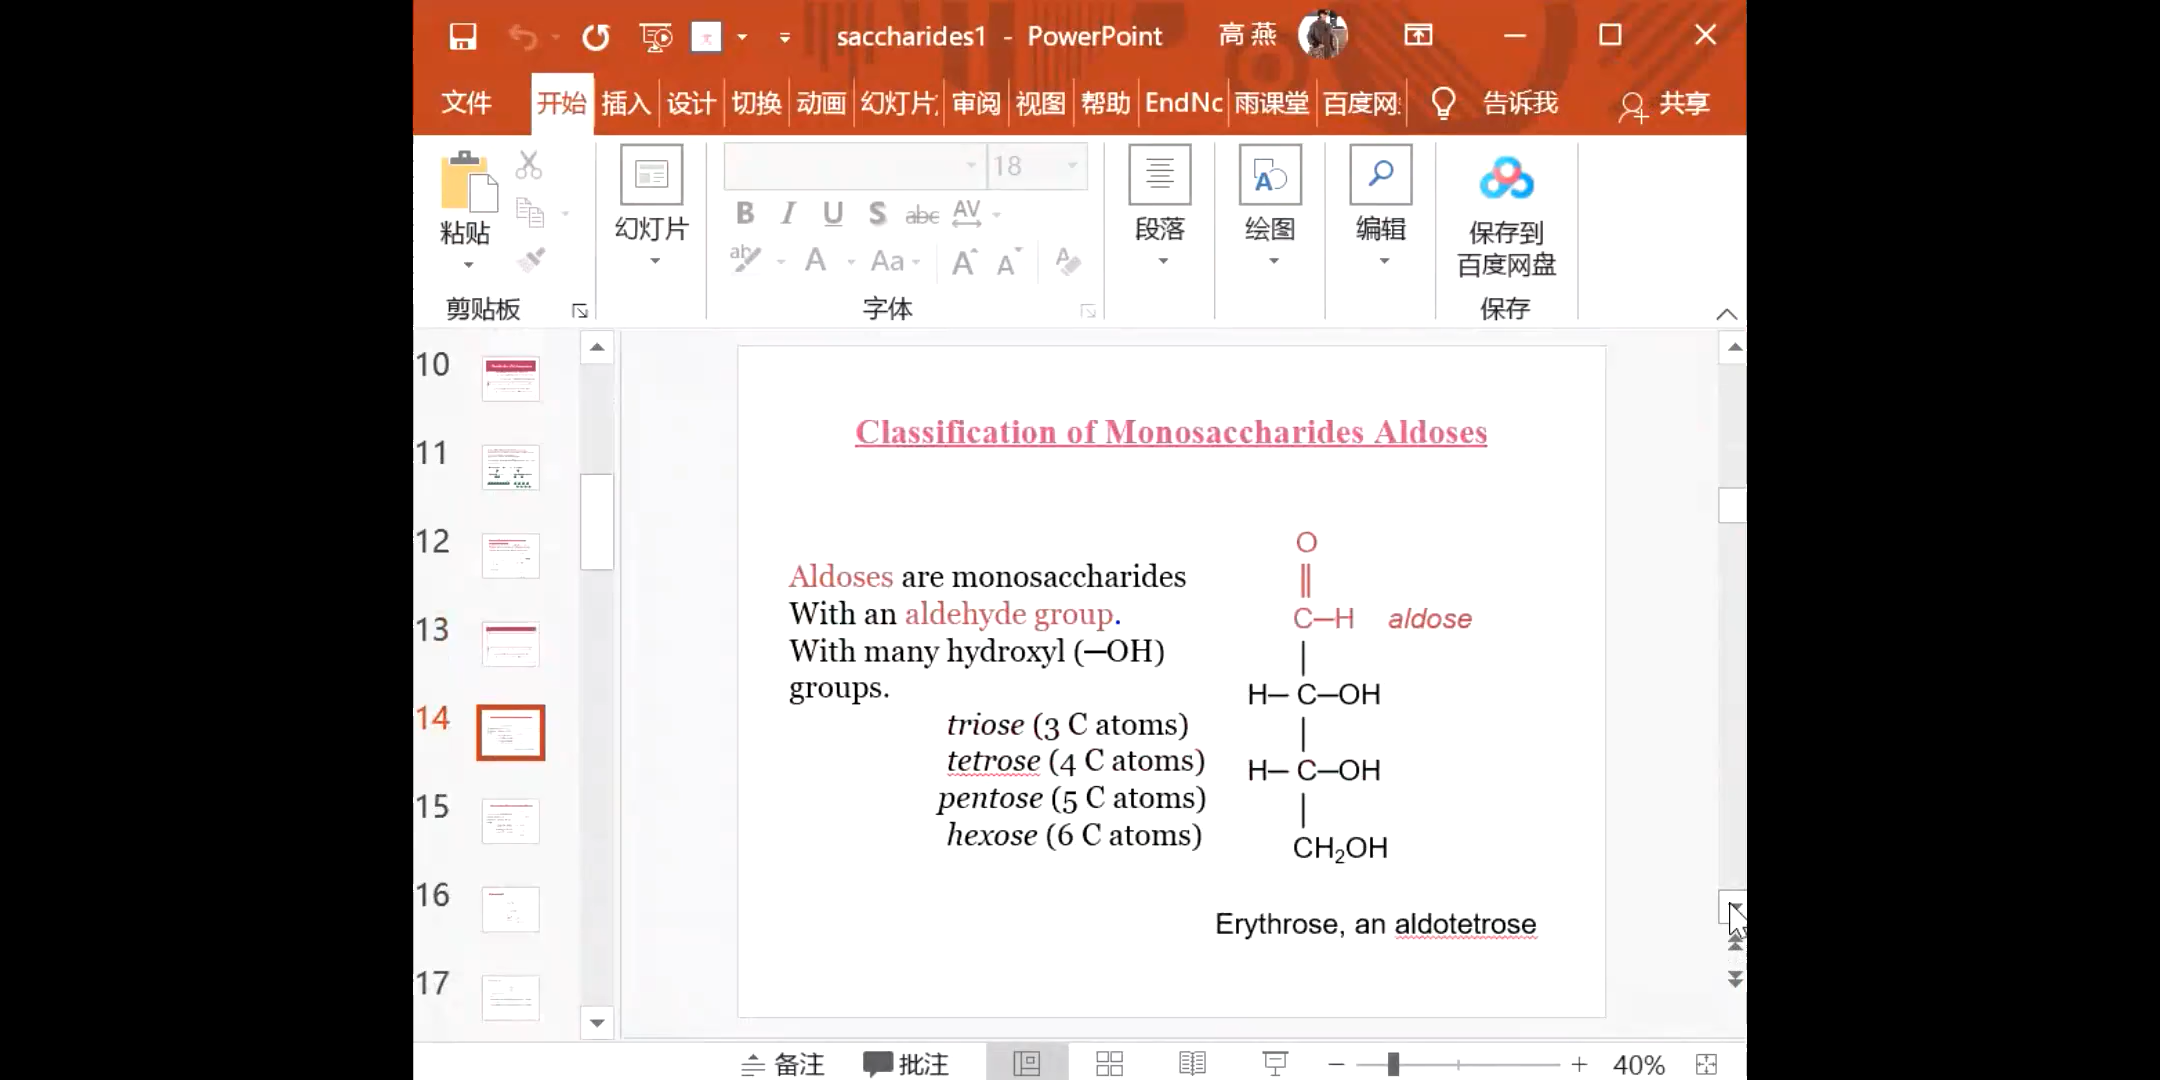 saccharides1 - PowerPoint 高 燕
文件 开始 插入 设计 切换 动画 幻灯片 审阅 视图 帮助 EndNc 雨课堂 百度网 告诉我 共享
18
粘贴 幻灯片 B I U S abc AV 段落 绘图 编辑 保存到
百度网盘
ab A Aa A A A
剪贴板 字体 保存
10
11
12
13
14
15
16
17
Classification of Monosaccharides Aldoses
Aldoses are monosaccharides
With an aldehyde group.
With many hydroxyl (—OH)
groups.
triose (3 C atoms)
tetrose (4 C atoms)
pentose (5 C atoms)
hexose (6 C atoms)
O
C—H aldose
H— C—OH
H— C—OH
CH₂OH
Erythrose, an aldotetrose
备注 批注 40%